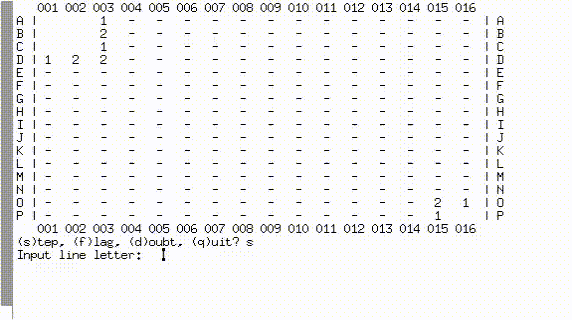 001 002 003 004 005 006 007 008 009 010 011 012 013 014 015 016
A | 1 - - - - - - - - - - - - - | A
B | 2 - - - - - - - - - - - - - | B
C | 1 - - - - - - - - - - - - - | C
D | 1 2 2 - - - - - - - - - - - - - | D
E | - - - - - - - - - - - - - - - - | E
F | - - - - - - - - - - - - - - - - | F
G | - - - - - - - - - - - - - - - - | G
H | - - - - - - - - - - - - - - - - | H
I | - - - - - - - - - - - - - - - - | I
J | - - - - - - - - - - - - - - - - | J
K | - - - - - - - - - - - - - - - - | K
L | - - - - - - - - - - - - - - - - | L
M | - - - - - - - - - - - - - - - - | M
N | - - - - - - - - - - - - - - - - | N
O | - - - - - - - - - - - - - - 2 1 | O
P | - - - - - - - - - - - - - - 1 | P
001 002 003 004 005 006 007 008 009 010 011 012 013 014 015 016
(s)tep, (f)lag, (d)oubt, (q)uit? s
Input line letter: